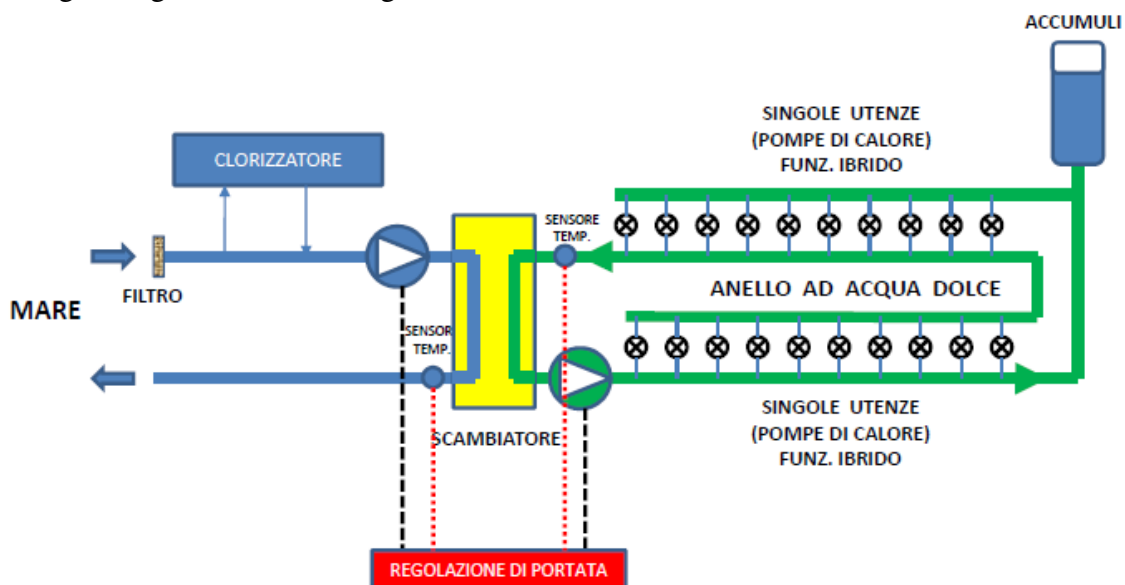 ACCUMULI
SINGOLE UTENZE
(POMPE DI CALORE)
FUNZ. IBRIDO
CLORIZZATORE
SENSORE
TEMP.
FILTRO
ANELLO AD ACQUA DOLCE
MARE
SENSOR
TEMP.
SCAMBIATORE
SINGOLE UTENZE
(POMPE DI CALORE)
FUNZ. IBRIDO
REGOLAZIONE DI PORTATA